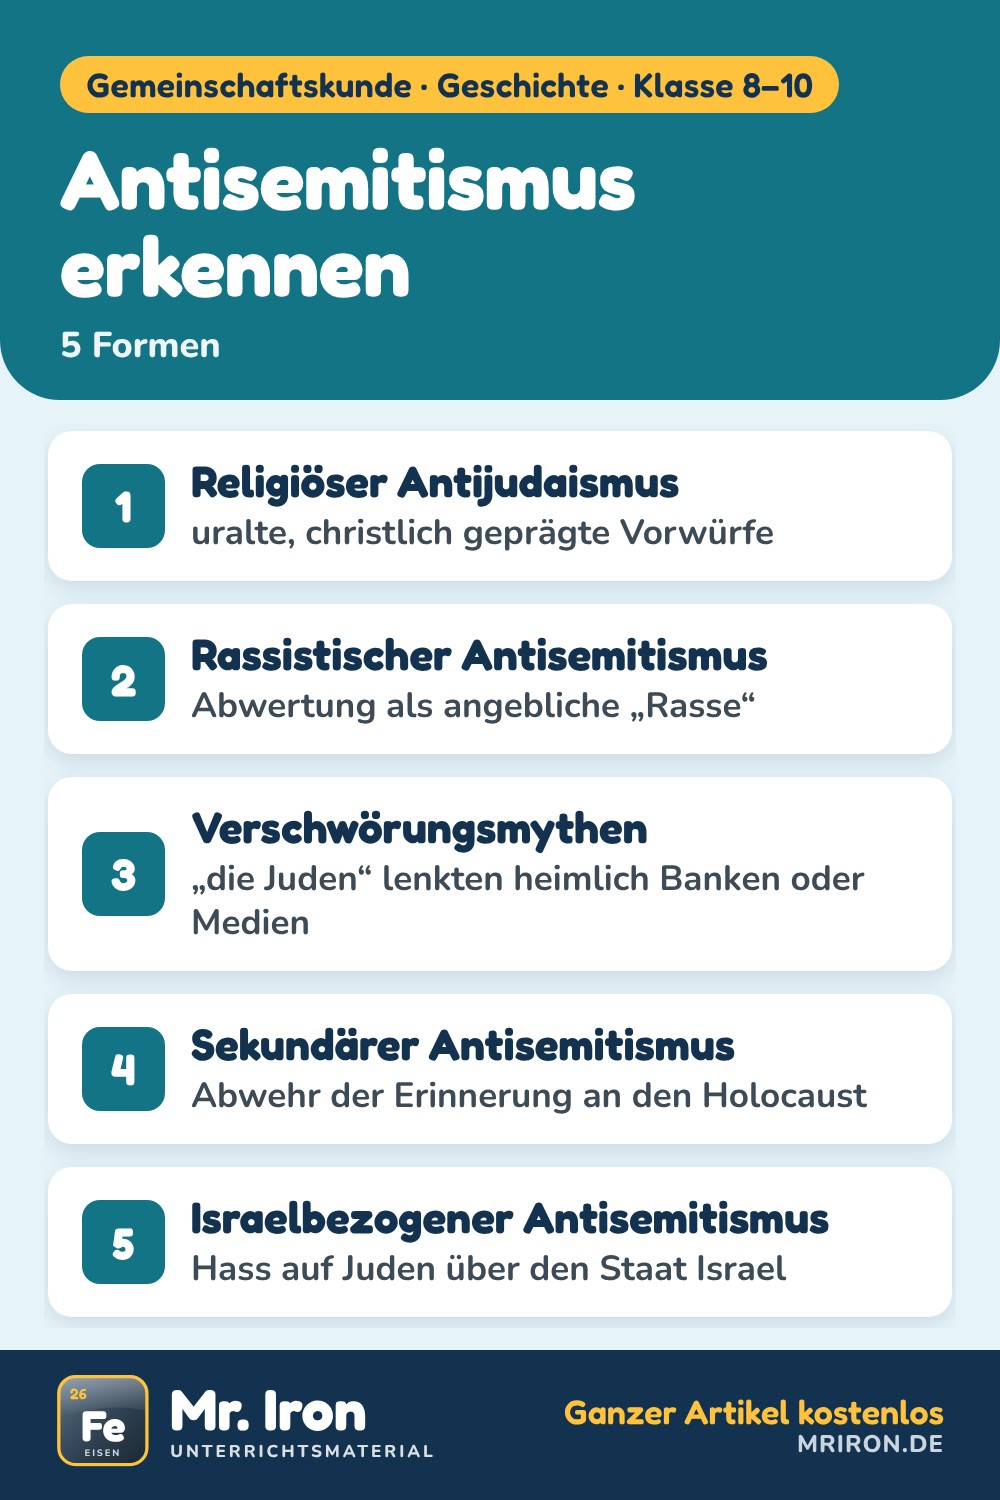 Gemeinschaftskunde · Geschichte · Klasse 8–10
Antisemitismus
erkennen
5 Formen
1
Religiöser Antijudaismus
uralte, christlich geprägte Vorwürfe
2
Rassistischer Antisemitismus
Abwertung als angebliche „Rasse“
3
Verschwörungsmythen
„die Juden“ lenkten heimlich Banken oder
Medien
4
Sekundärer Antisemitismus
Abwehr der Erinnerung an den Holocaust
5
Israelbezogener Antisemitismus
Hass auf Juden über den Staat Israel
26
Fe
EISEN
Mr. Iron
UNTERRICHTSMATERIAL
Ganzer Artikel kostenlos
MRIRON.DE